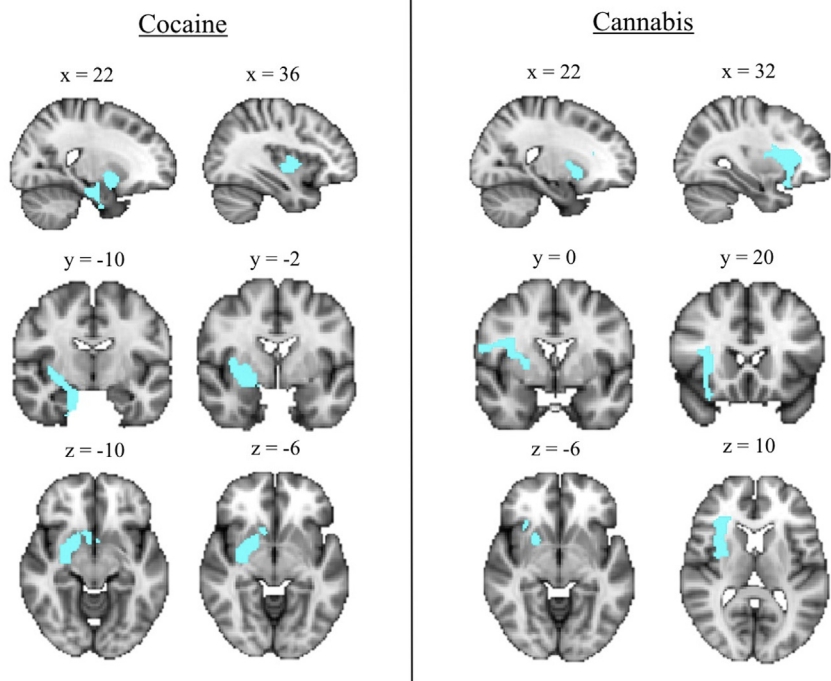 Cocaine
x = 22
x = 36
y = -10
y = -2
z = -10
z = -6
Cannabis
x = 22
x = 32
y = 0
y = 20
z = -6
z = 10